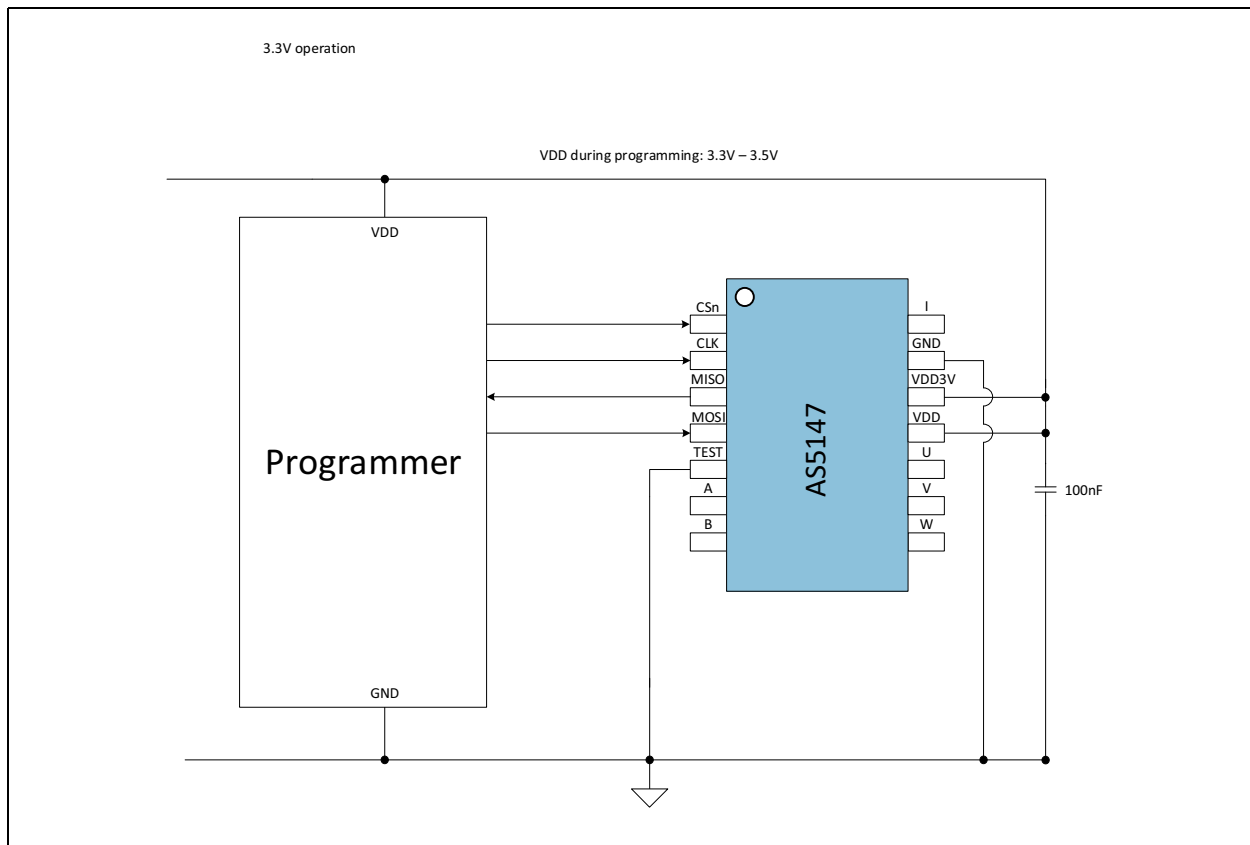 3.3V operation
VDD during programming: 3.3V – 3.5V
VDD
CSn
I
CLK
GND
MISO
VDD3V
MOSI
VDD
Programmer
TEST
U
AS5147
A
V
100nF
B
W
GND